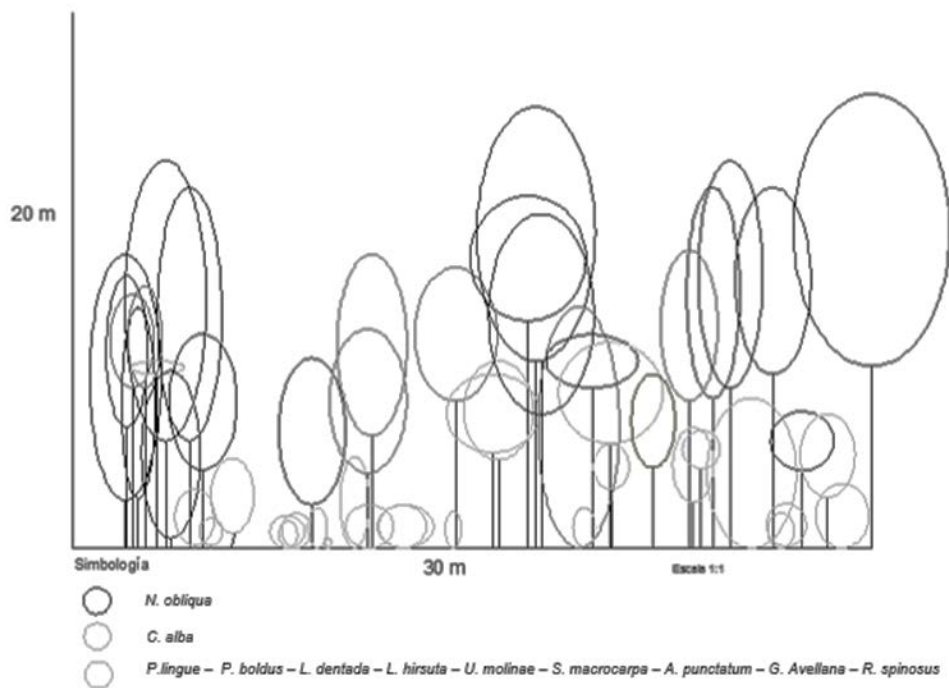 20 m
Simbología 30 m Escala 1:1
N. obliqua
C. alba
P.lingue – P. boldus – L. dentada – L. hirsuta – U. molinae – S. macrocarpa – A. punctatum – G. Avellana – R. spinosus